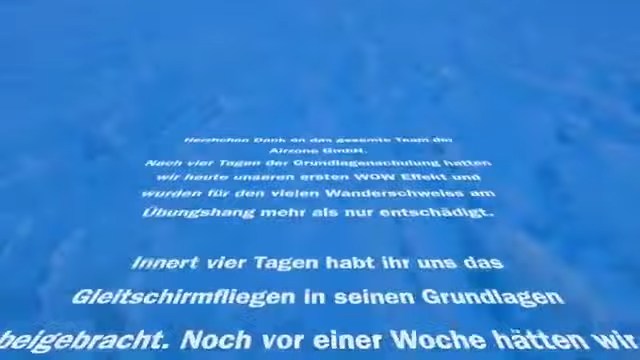 Herzlichen Dank an das gesamte Team der
Airzone GmbH.
Nach vier Tagen der Grundlagenschulung hatten
wir heute unseren ersten WOW Effekt und
wurden für den vielen Wanderschweiss am
Übungshang mehr als nur entschädigt.
Innert vier Tagen habt ihr uns das
Gleitschirmfliegen in seinen Grundlagen
beigebracht. Noch vor einer Woche hätten wir